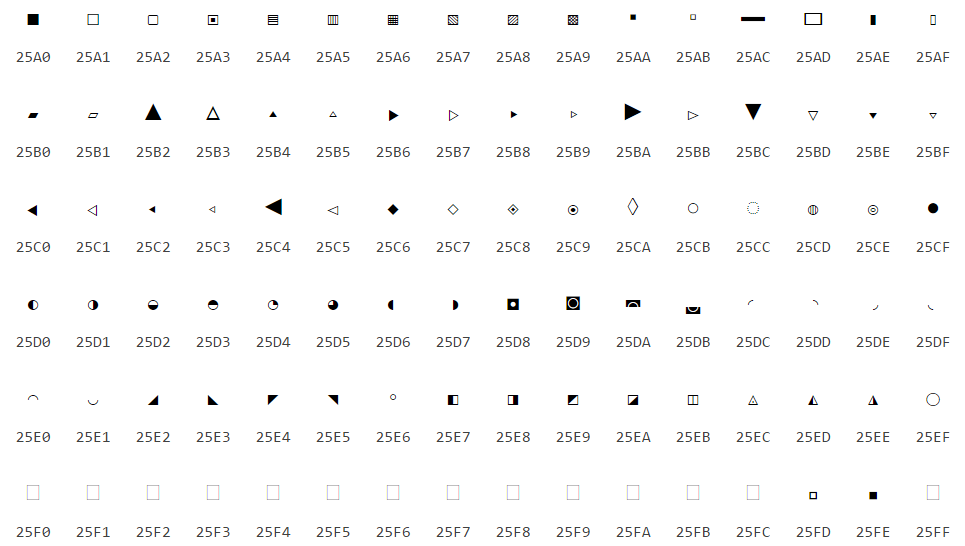 ■ □ ▢ ▣ ▤ ▥ ▦ ▧ ▨ ▩ ▪ ▫ ▬ ▭ ▮ ▯
25A0 25A1 25A2 25A3 25A4 25A5 25A6 25A7 25A8 25A9 25AA 25AB 25AC 25AD 25AE 25AF
▰ ▱ ▲ △ ▴ ▵ ▶ ▷ ▸ ▹ ► ▻ ▼ ▽ ▾ ▿
25B0 25B1 25B2 25B3 25B4 25B5 25B6 25B7 25B8 25B9 25BA 25BB 25BC 25BD 25BE 25BF
◀ ◁ ◂ ◃ ◄ ◅ ◆ ◇ ◈ ◉ ◊ ○ ◌ ◍ ◎ ●
25C0 25C1 25C2 25C3 25C4 25C5 25C6 25C7 25C8 25C9 25CA 25CB 25CC 25CD 25CE 25CF
◐ ◑ ◒ ◓ ◔ ◕ ◖ ◗ ◘ ◙ ◚ ◛ ◜ ◝ ◞ ◟
25D0 25D1 25D2 25D3 25D4 25D5 25D6 25D7 25D8 25D9 25DA 25DB 25DC 25DD 25DE 25DF
◠ ◡ ◢ ◣ ◤ ◥ ◦ ◧ ◨ ◩ ◪ ◫ ◬ ◭ ◮ ◯
25E0 25E1 25E2 25E3 25E4 25E5 25E6 25E7 25E8 25E9 25EA 25EB 25EC 25ED 25EE 25EF
◽ ◾
25F0 25F1 25F2 25F3 25F4 25F5 25F6 25F7 25F8 25F9 25FA 25FB 25FC 25FD 25FE 25FF